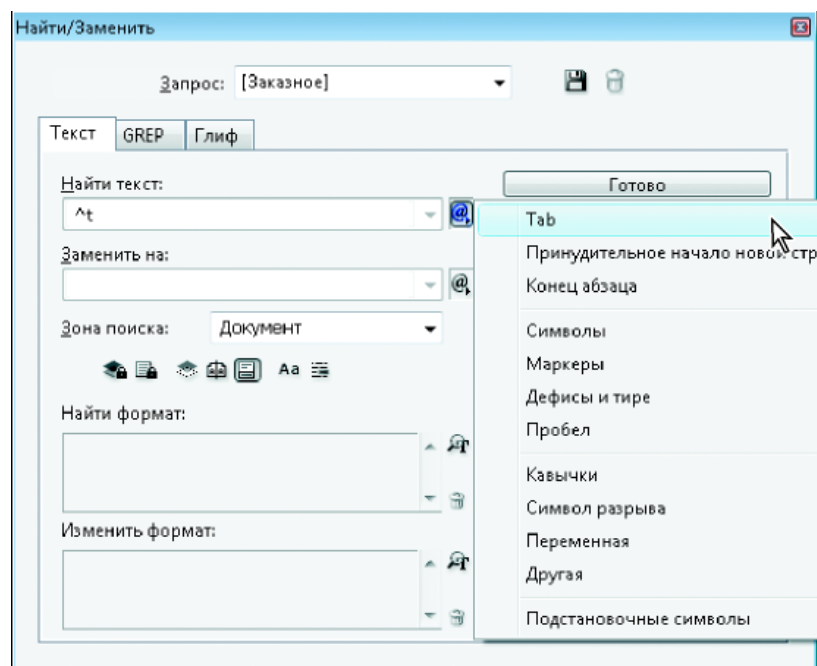 Найти/Заменить
Запрос: [Заказное]
Текст GREP Глиф
Найти текст:
Готово
^t
Заменить на:
Зона поиска: Документ
Найти формат:
Изменить формат:
Tab
Принудительное начало новой стр
Конец абзаца
Символы
Маркеры
Дефисы и тире
Пробел
Кавычки
Символ разрыва
Переменная
Другая
Подстановочные символы